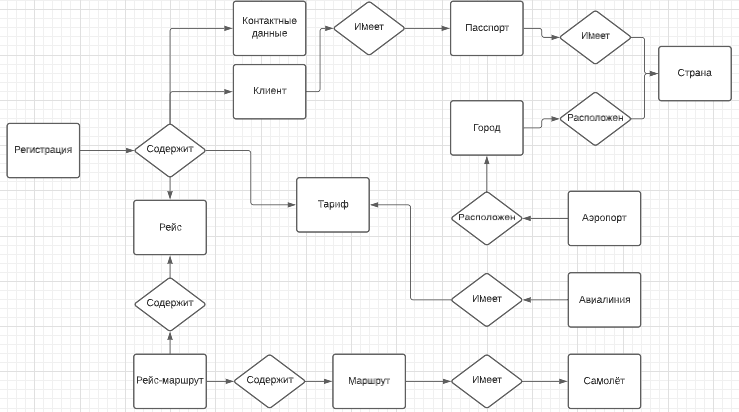 Контактные
данные
Имеет
Паспорт
Имеет
Страна
Клиент
Город
Расположен
Регистрация
Содержит
Тариф
Расположен
Аэропорт
Рейс
Содержит
Имеет
Авиалиния
Рейс-маршрут
Содержит
Маршрут
Имеет
Самолёт